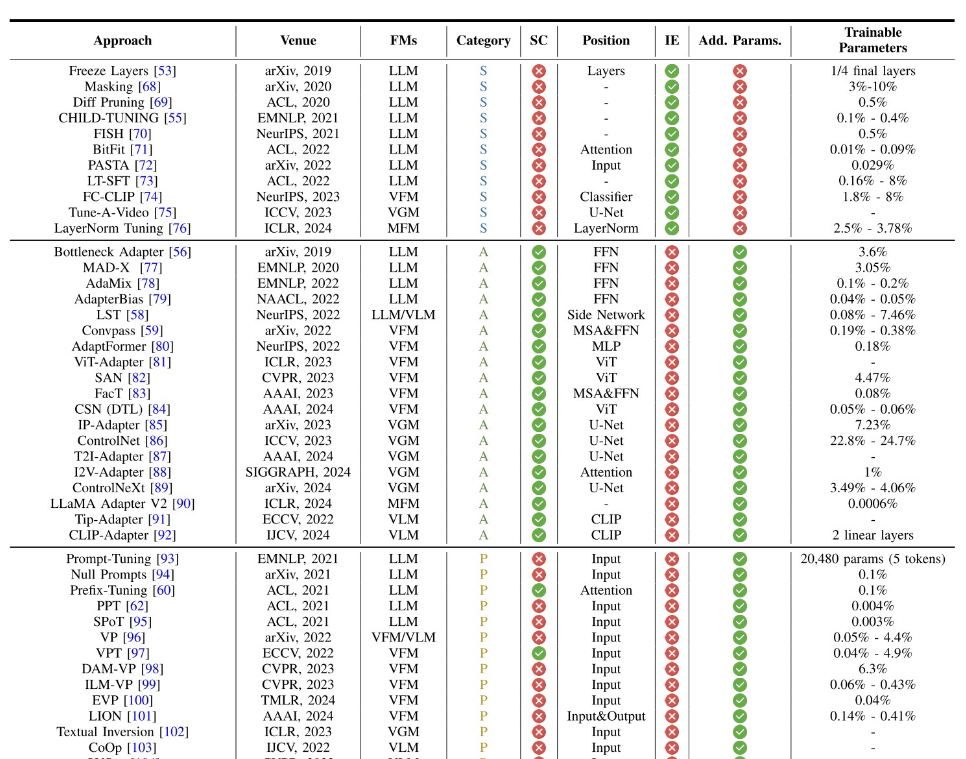 Approach Venue FMs Category SC Position IE Add. Params. Trainable Parameters
Freeze Layers [53] arXiv, 2019 LLM S Layers 1/4 final layers
Masking [68] arXiv, 2020 LLM S - 3%-10%
Diff Pruning [69] ACL, 2020 LLM S - 0.5%
CHILD-TUNING [55] EMNLP, 2021 LLM S - 0.1% - 0.4%
FISH [70] NeurIPS, 2021 LLM S - 0.5%
BitFit [71] ACL, 2022 LLM S Attention 0.01% - 0.09%
PASTA [72] arXiv, 2022 LLM S Input 0.029%
LT-SFT [73] ACL, 2022 LLM S - 0.16% - 8%
FC-CLIP [74] NeurIPS, 2023 VFM S Classifier 1.8% - 8%
Tune-A-Video [75] ICCV, 2023 VGM S U-Net -
LayerNorm Tuning [76] ICLR, 2024 MFM S LayerNorm 2.5% - 3.78%
Bottleneck Adapter [56] arXiv, 2019 LLM A FFN 3.6%
MAD-X [77] EMNLP, 2020 LLM A FFN 3.05%
AdaMix [78] EMNLP, 2022 LLM A FFN 0.1% - 0.2%
AdapterBias [79] NAACL, 2022 LLM A FFN 0.04% - 0.05%
LST [58] NeurIPS, 2022 LLM/VLM A Side Network 0.08% - 7.46%
Convpass [59] arXiv, 2022 VFM A MSA&FFN 0.19% - 0.38%
AdaptFormer [80] NeurIPS, 2022 VFM A MLP 0.18%
ViT-Adapter [81] ICLR, 2023 VFM A ViT -
SAN [82] CVPR, 2023 VFM A ViT 4.47%
FacT [83] AAAI, 2023 VFM A MSA&FFN 0.08%
CSN (DTL) [84] AAAI, 2024 VFM A ViT 0.05% - 0.06%
IP-Adapter [85] arXiv, 2023 VGM A U-Net 7.23%
ControlNet [86] ICCV, 2023 VGM A U-Net 22.8% - 24.7%
T2I-Adapter [87] AAAI, 2024 VGM A U-Net -
I2V-Adapter [88] SIGGRAPH, 2024 VGM A Attention 1%
ControlNeXt [89] arXiv, 2024 VGM A U-Net 3.49% - 4.06%
LLaMA Adapter V2 [90] ICLR, 2024 MFM A - 0.0006%
Tip-Adapter [91] ECCV, 2022 VLM A CLIP -
CLIP-Adapter [92] IJCV, 2024 VLM A CLIP 2 linear layers
Prompt-Tuning [93] EMNLP, 2021 LLM P Input 20,480 params (5 tokens)
Null Prompts [94] arXiv, 2021 LLM P Input 0.1%
Prefix-Tuning [60] ACL, 2021 LLM P Attention 0.1%
PPT [62] ACL, 2021 LLM P Input 0.004%
SPoT [95] ACL, 2021 LLM P Input 0.003%
VP [96] arXiv, 2022 VFM/VLM P Input 0.05% - 4.4%
VPT [97] ECCV, 2022 VFM P Input 0.04% - 4.9%
DAM-VP [98] CVPR, 2023 VFM P Input 6.3%
ILM-VP [99] CVPR, 2023 VFM P Input 0.06% - 0.43%
EVP [100] TMLR, 2024 VFM P Input 0.04%
LION [101] AAAI, 2024 VFM P Input&Output 0.14% - 0.41%
Textual Inversion [102] ICLR, 2023 VGM P Input -
CoOp [103] IJCV, 2022 VLM P Input -